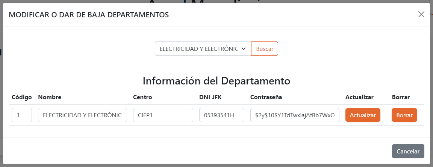 MODIFICAR O DAR DE BAJA DEPARTAMENTOS
ELECTRICIDAD Y ELECTRÓNIC Buscar
Información del Departamento
Código Nombre Centro DNI JFK Contraseña Actualizar Borrar
1 ELECTRICIDAD Y ELECTRÓNIC CIFP1 Actualizar Borrar
Cancelar